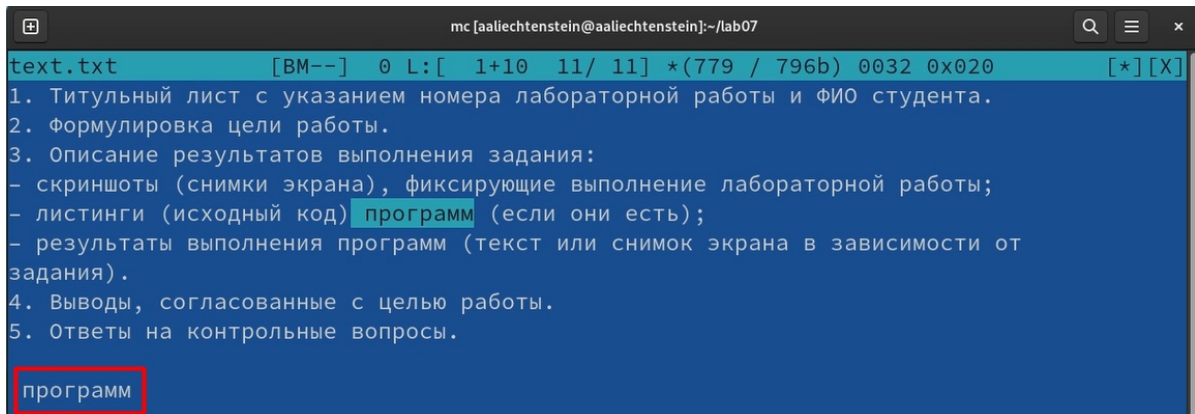 mc [aaliechtenstein@aaliechtenstein]:~/lab07
text.txt [BM--] 0 L:[ 1+10 11/ 11] *(779 / 796b) 0032 0x020 [*][X]
1. Титульный лист с указанием номера лабораторной работы и ФИО студента.
2. Формулировка цели работы.
3. Описание результатов выполнения задания:
– скриншоты (снимки экрана), фиксирующие выполнение лабораторной работы;
– листинги (исходный код) программ (если они есть);
– результаты выполнения программ (текст или снимок экрана в зависимости от
задания).
4. Выводы, согласованные с целью работы.
5. Ответы на контрольные вопросы.
программ